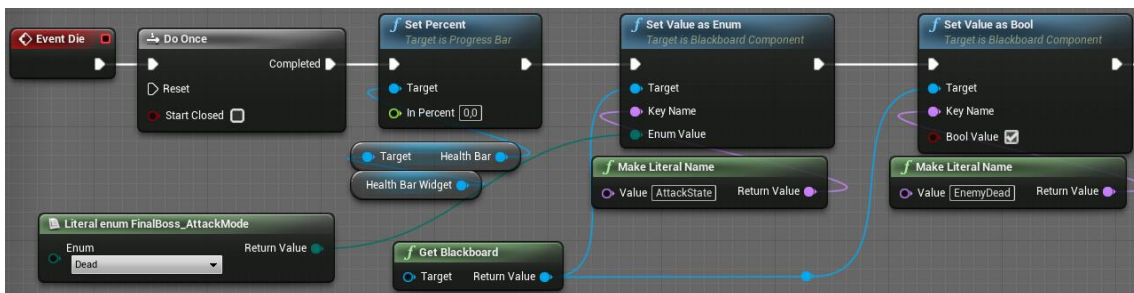 Event Die
Do Once
Completed
Reset
Start Closed
f Set Percent
Target is Progress Bar
Target
In Percent 0,0
Target Health Bar
Health Bar Widget
f Set Value as Enum
Target is Blackboard Component
Target
Key Name
Enum Value
f Make Literal Name
Value AttackState Return Value
f Set Value as Bool
Target is Blackboard Component
Target
Key Name
Bool Value
f Make Literal Name
Value EnemyDead Return Value
Literal enum FinalBoss_AttackMode
Enum Return Value
Dead
f Get Blackboard
Target Return Value